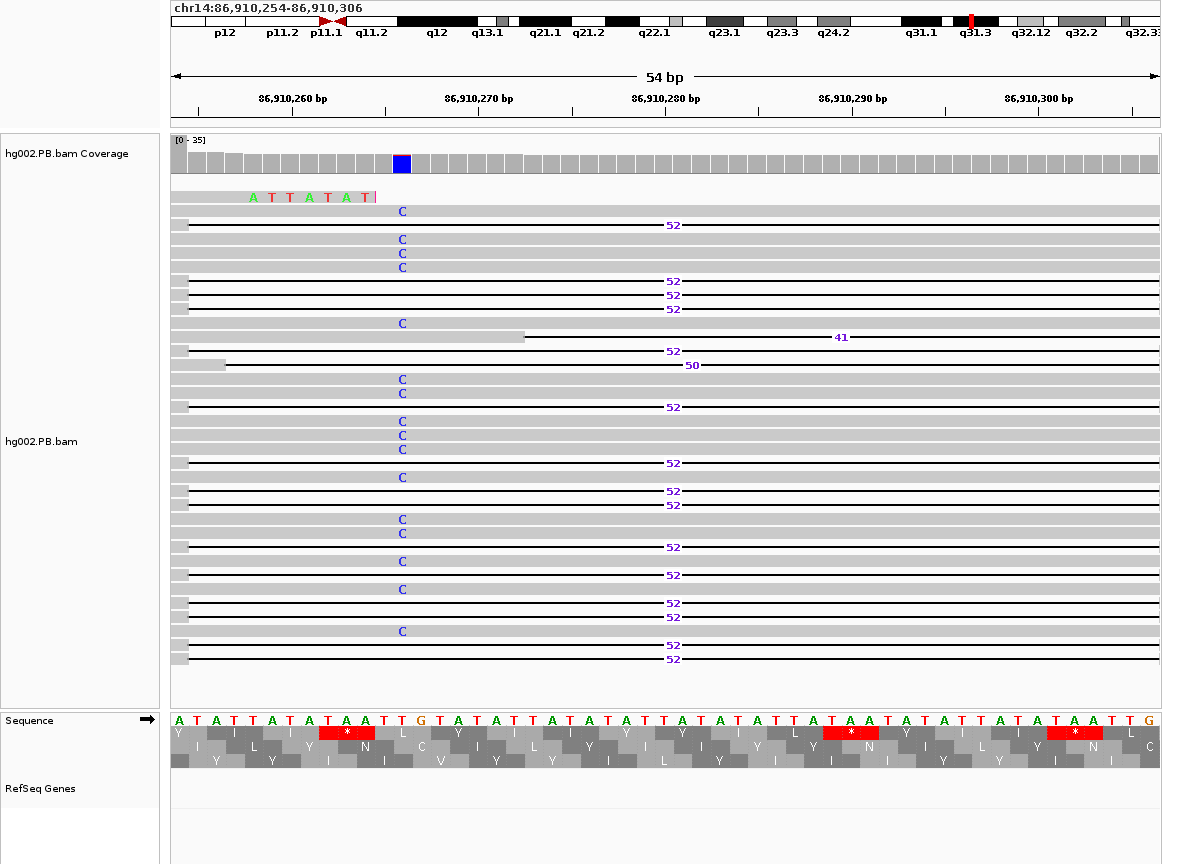 chr14:86,910,254-86,910,306
p12 p11.2 p11.1 q11.2 q12 q13.1 q21.1 q21.2 q22.1 q23.1 q23.3 q24.2 q31.1 q31.3 q32.12 q32.2 q32.33
54 bp
86,910,260 bp 86,910,270 bp 86,910,280 bp 86,910,290 bp 86,910,300 bp
[0 - 35]
hg002.PB.bam Coverage
A T T A T A T
C
52
C
C
C
52
52
52
C
41
52
50
C
C
52
C
C
hg002.PB.bam
C
52
C
52
52
C
C
52
C
52
C
52
52
C
52
52
Sequence
A T A T T A T A T A A T T G T A T A T T A T A T A T T A T A T A T T A T A A T A T A T T A T A T A A T T G
Y I I * L Y I I Y Y I L * Y I I * L
I L Y N C I L Y I I Y Y N I L Y N C
Y Y I I V Y Y I L Y I I I Y Y I I
RefSeq Genes